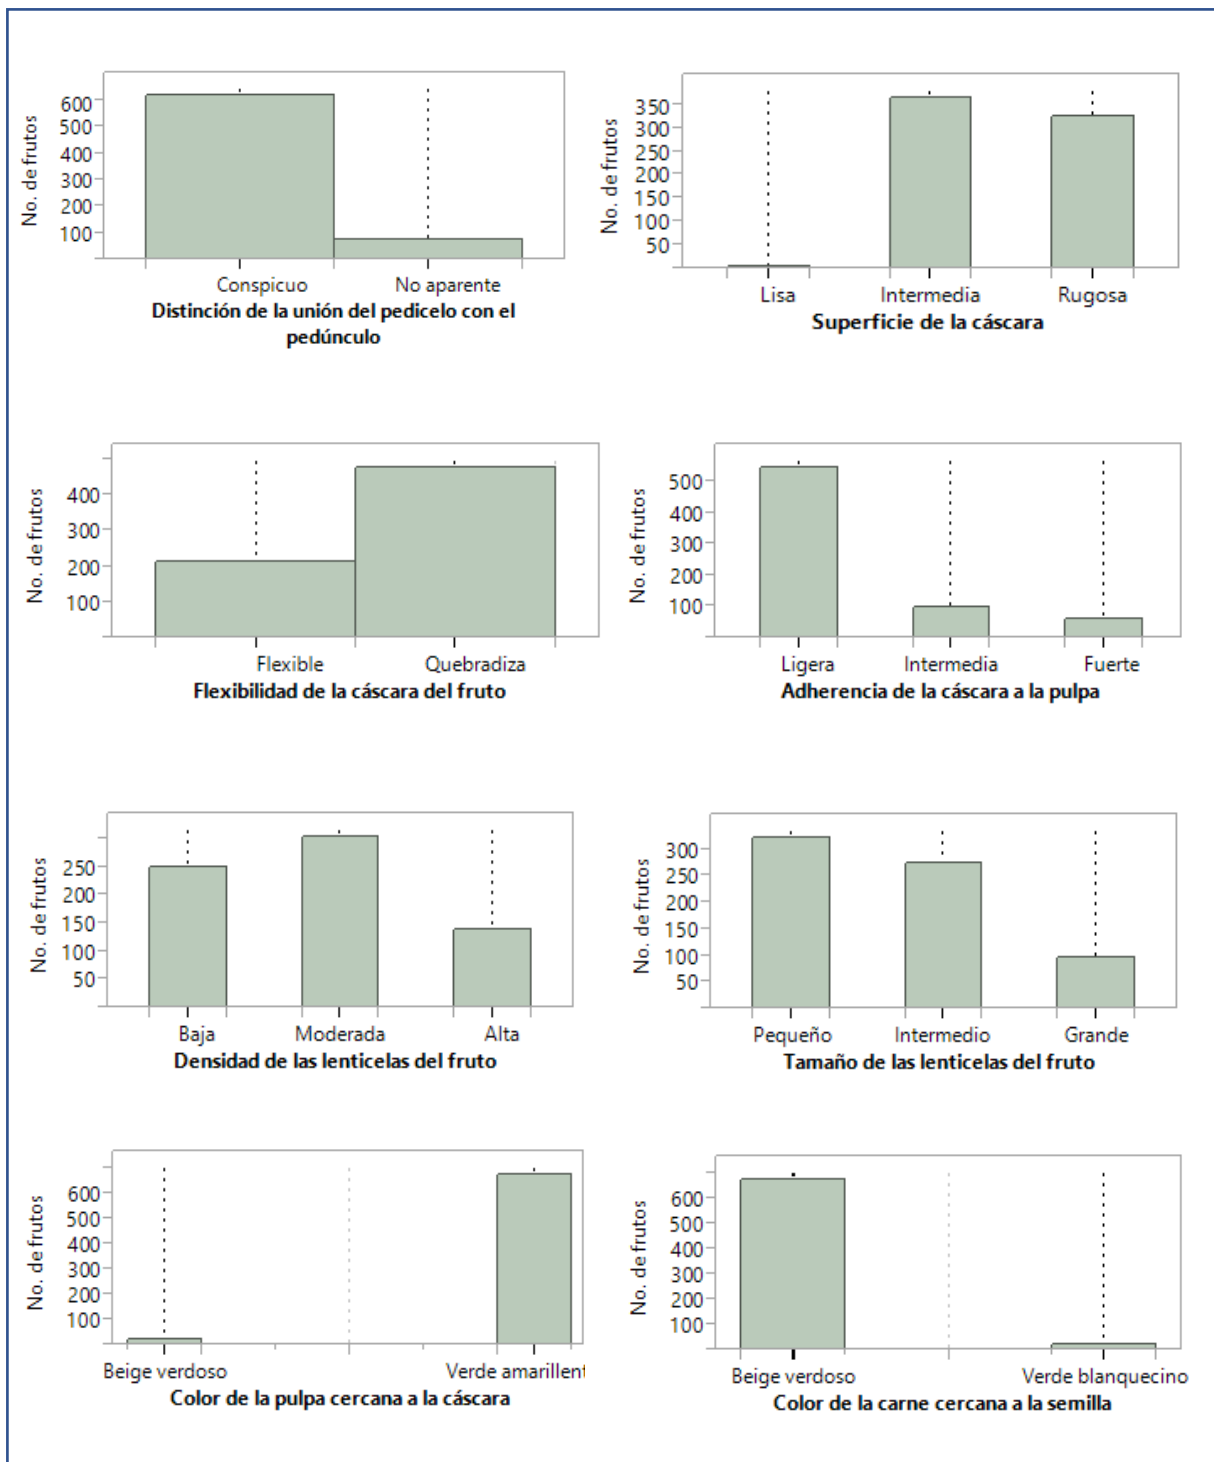 No. de frutos
600
500
400
300
200
100
Conspicuo No aparente
Distinción de la unión del pedicelo con el
pedúnculo
No. de frutos
350
300
250
200
150
100
50
Lisa Intermedia Rugosa
Superficie de la cáscara
No. de frutos
400
300
200
100
Flexible Quebradiza
Flexibilidad de la cáscara del fruto
No. de frutos
500
400
300
200
100
Ligera Intermedia Fuerte
Adherencia de la cáscara a la pulpa
No. de frutos
250
200
150
100
50
Baja Moderada Alta
Densidad de las lenticelas del fruto
No. de frutos
300
250
200
150
100
50
Pequeño Intermedio Grande
Tamaño de las lenticelas del fruto
No. de frutos
600
500
400
300
200
100
Beige verdoso Verde amarillent
Color de la pulpa cercana a la cáscara
No. de frutos
600
500
400
300
200
100
Beige verdoso Verde blanquecino
Color de la carne cercana a la semilla